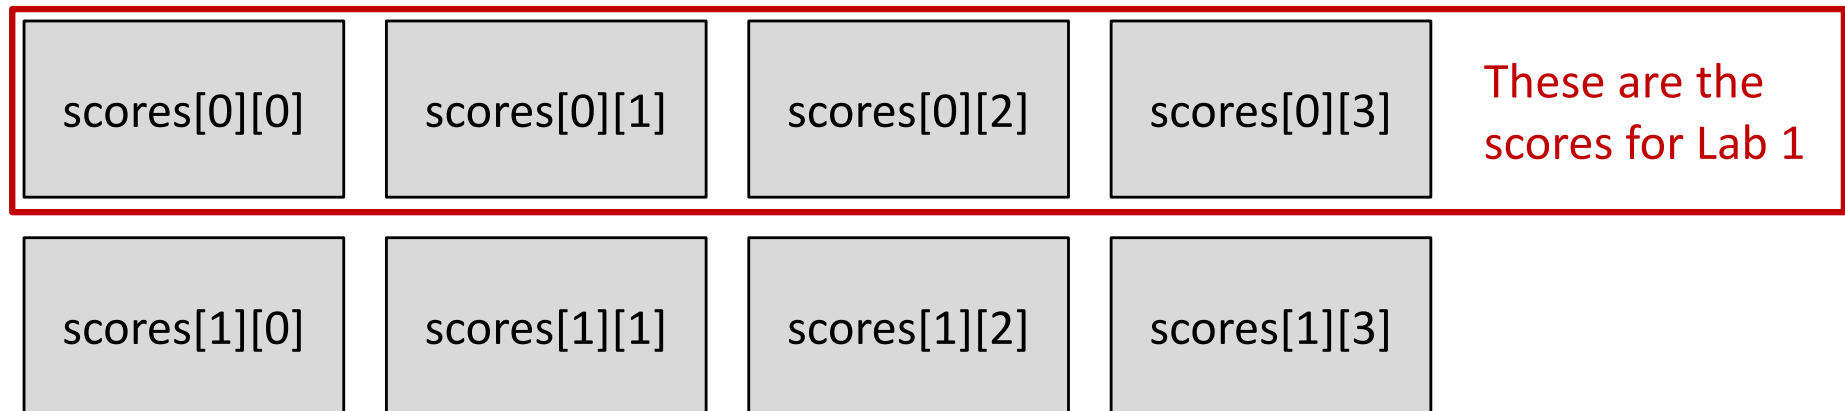 scores[0][0] scores[0][1] scores[0][2] scores[0][3]
These are the
scores for Lab 1
scores[1][0] scores[1][1] scores[1][2] scores[1][3]